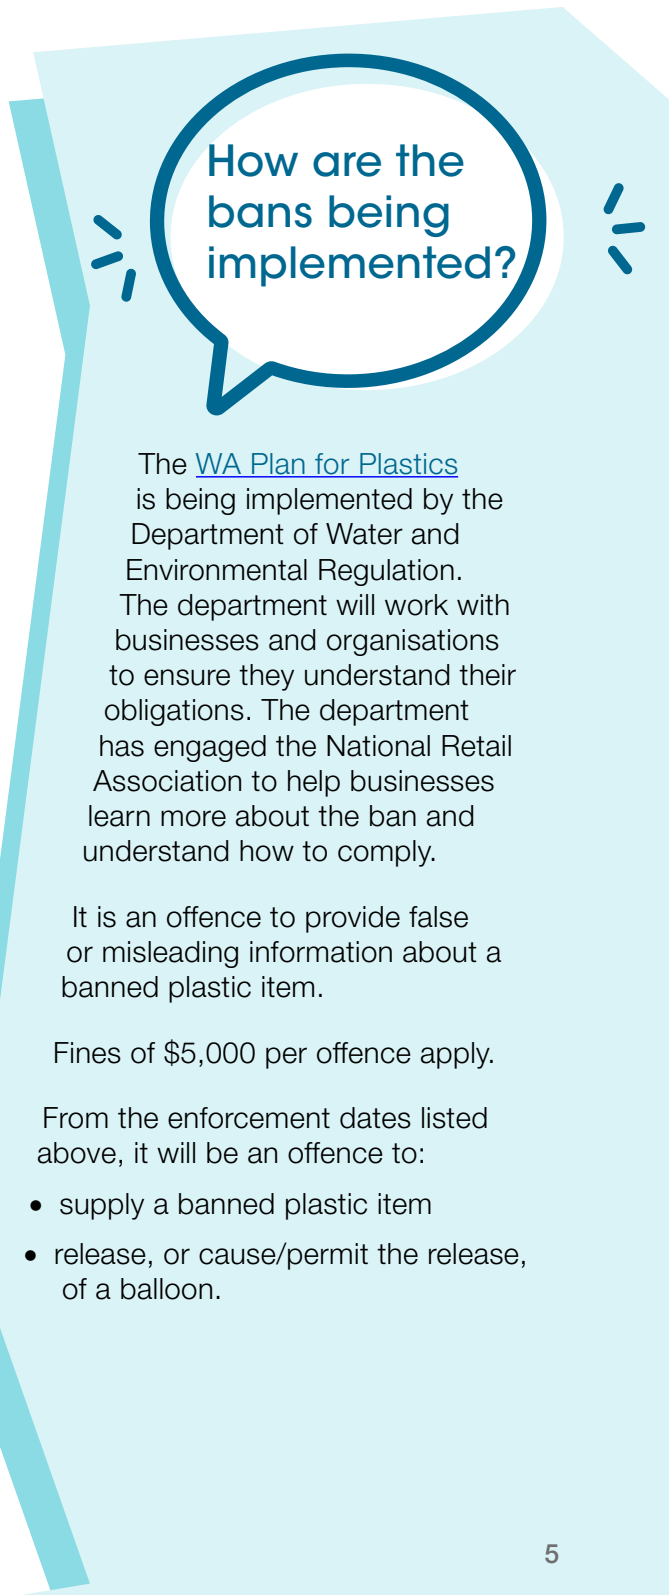 How are the
bans being
implemented?
The WA Plan for Plastics
is being implemented by the
Department of Water and
Environmental Regulation.
The department will work with
businesses and organisations
to ensure they understand their
obligations. The department
has engaged the National Retail
Association to help businesses
learn more about the ban and
understand how to comply.
It is an offence to provide false
or misleading information about a
banned plastic item.
Fines of $5,000 per offence apply.
From the enforcement dates listed
above, it will be an offence to:
• supply a banned plastic item
• release, or cause/permit the release,
of a balloon.
5